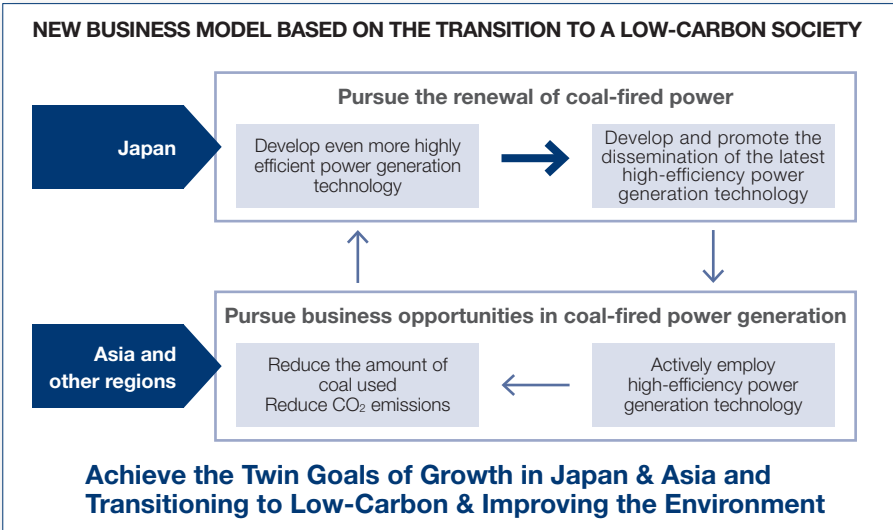 NEW BUSINESS MODEL BASED ON THE TRANSITION TO A LOW-CARBON SOCIETY
Japan
Pursue the renewal of coal-fired power
Develop even more highly
efficient power generation
technology
Develop and promote the
dissemination of the latest
high-efficiency power
generation technology
Asia and
other regions
Pursue business opportunities in coal-fired power generation
Reduce the amount of
coal used
Reduce CO₂ emissions
Actively employ
high-efficiency power
generation technology
Achieve the Twin Goals of Growth in Japan & Asia and
Transitioning to Low-Carbon & Improving the Environment